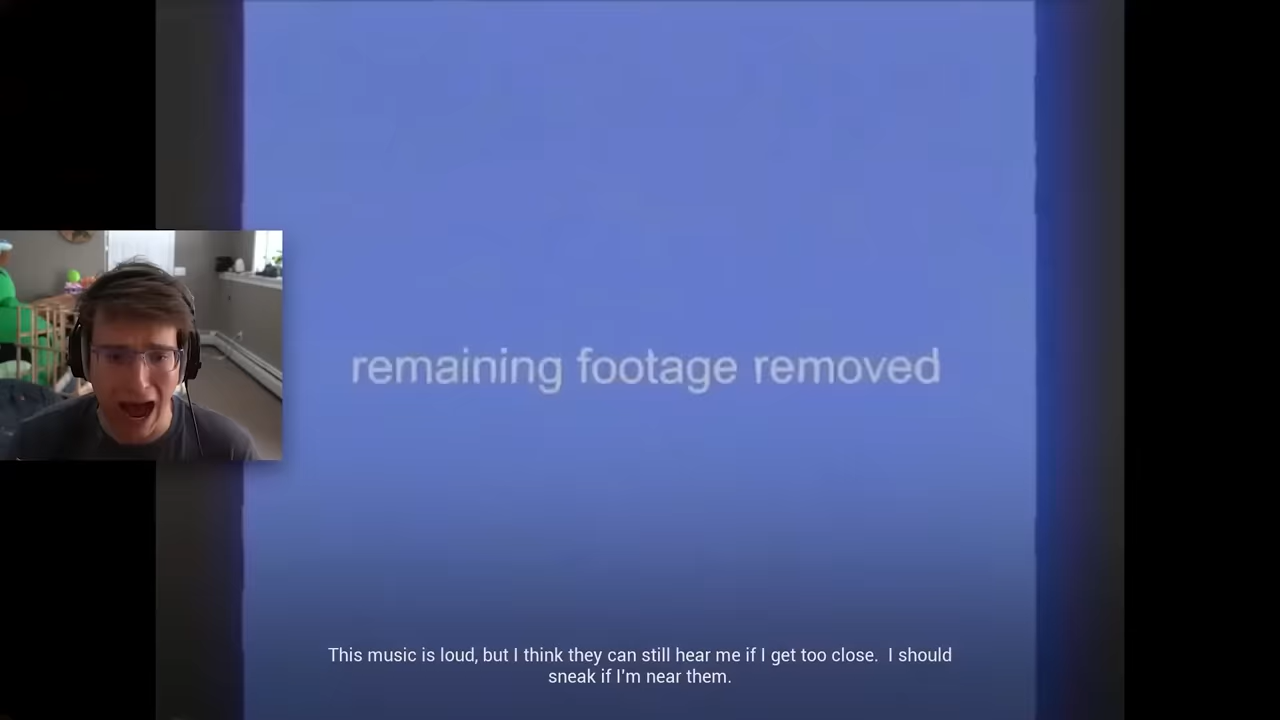 remaining footage removed
This music is loud, but I think they can still hear me if I get too close.  I should
sneak if I'm near them.